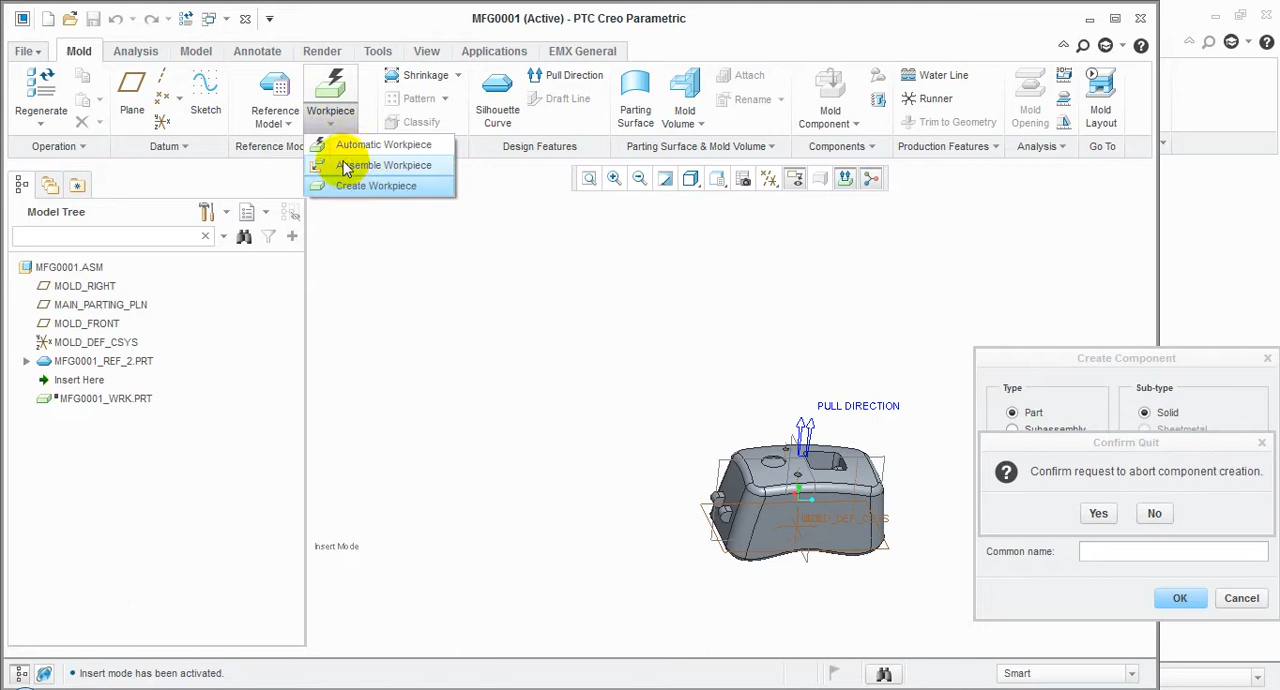 MFG0001 (Active) - PTC Creo Parametric
File Mold Analysis Model Annotate Render Tools View Applications EMX General
Regenerate
Plane
Sketch
Reference Model
Workpiece
Shrinkage
Pattern
Classify
Silhouette Curve
Pull Direction
Draft Line
Parting Surface
Mold Volume
Attach
Rename
Mold Component
Water Line
Runner
Trim to Geometry
Mold Opening
Mold Layout
Operation Datum Reference Mo Design Features Parting Surface & Mold Volume Components Production Features Analysis
Automatic Workpiece
Assemble Workpiece
Create Workpiece
Model Tree
MFG0001.ASM
MOLD_RIGHT
MAIN_PARTING_PLN
MOLD_FRONT
MOLD_DEF_CSYS
MFG0001_REF_2.PRT
Insert Here
MFG0001_WRK.PRT
PULL DIRECTION
MOLD_DEF_CSYS
Insert Mode
Create Component
Type Sub-type
Part Solid
Subassembly Sheetmetal
Confirm Quit
Confirm request to abort component creation.
Yes No
Common name:
OK Cancel
Insert mode has been activated.
Smart